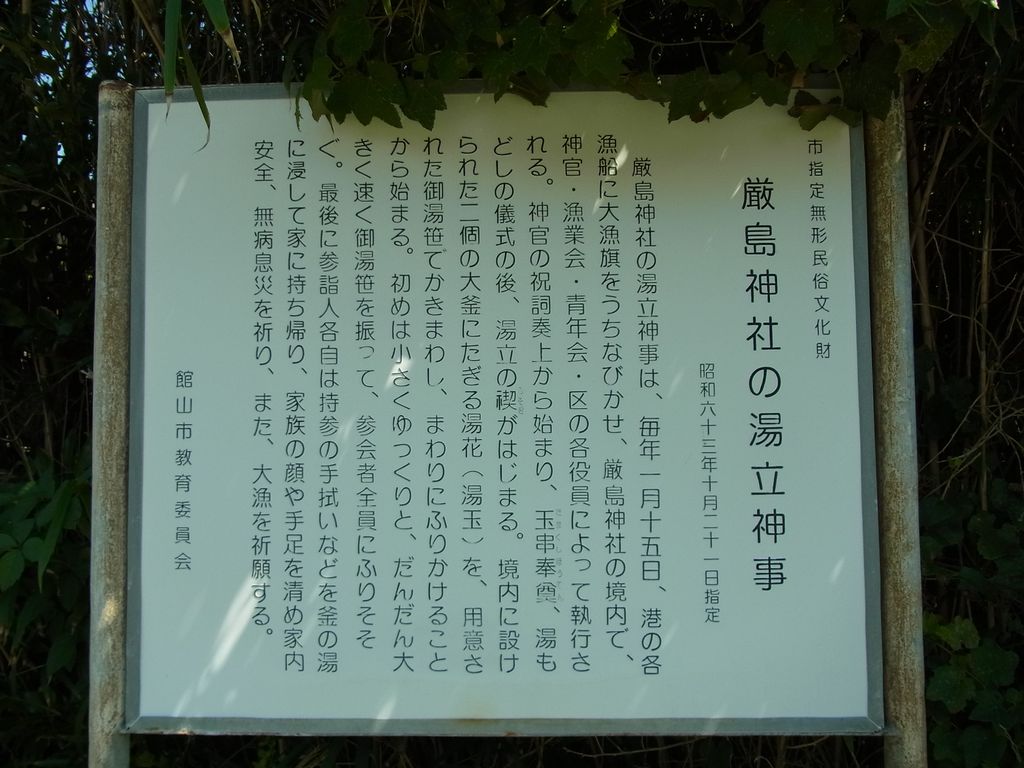 市指定無形民俗文化財
厳島神社の湯立神事
昭和六十三年十月二十一日指定
厳島神社の湯立神事は、毎年一月十五日、港の各
漁船に大漁旗をうちなびかせ、厳島神社の境内で、
神官・漁業会・青年会・区の各役員によって執行さ
れる。神官の祝詞奏上から始まり、玉串奉奠、湯も
どしの儀式の後、湯立の禊がはじまる。境内に設け
られた二個の大釜にたぎる湯花（湯玉）を、用意さ
れた御湯笹でかきまわし、まわりにふりかけること
から始まる。初めは小さくゆっくりと、だんだん大
きく速く御湯笹を振って、参会者全員にふりそそ
ぐ。最後に参詣人各自は持参の手拭いなどを釜の湯
に浸して家に持ち帰り、家族の顔や手足を清め家内
安全、無病息災を祈り、また、大漁を祈願する。
館山市教育委員会